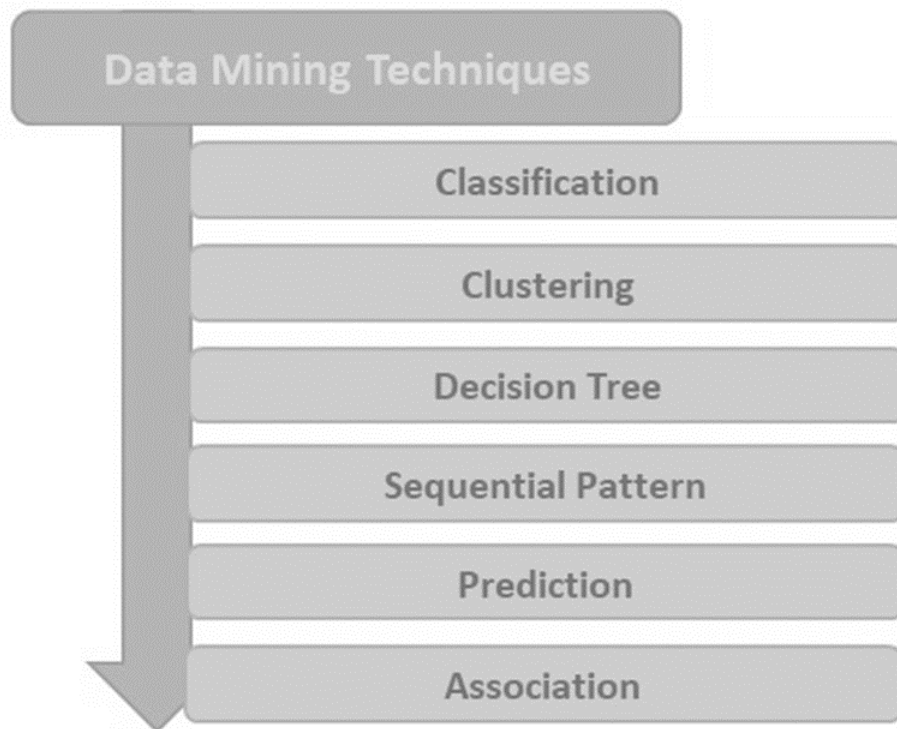 Data Mining Techniques
Classification
Clustering
Decision Tree
Sequential Pattern
Prediction
Association